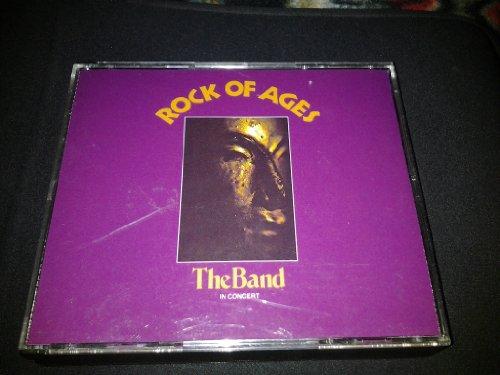 ROCK OF AGES
The Band
IN CONCERT